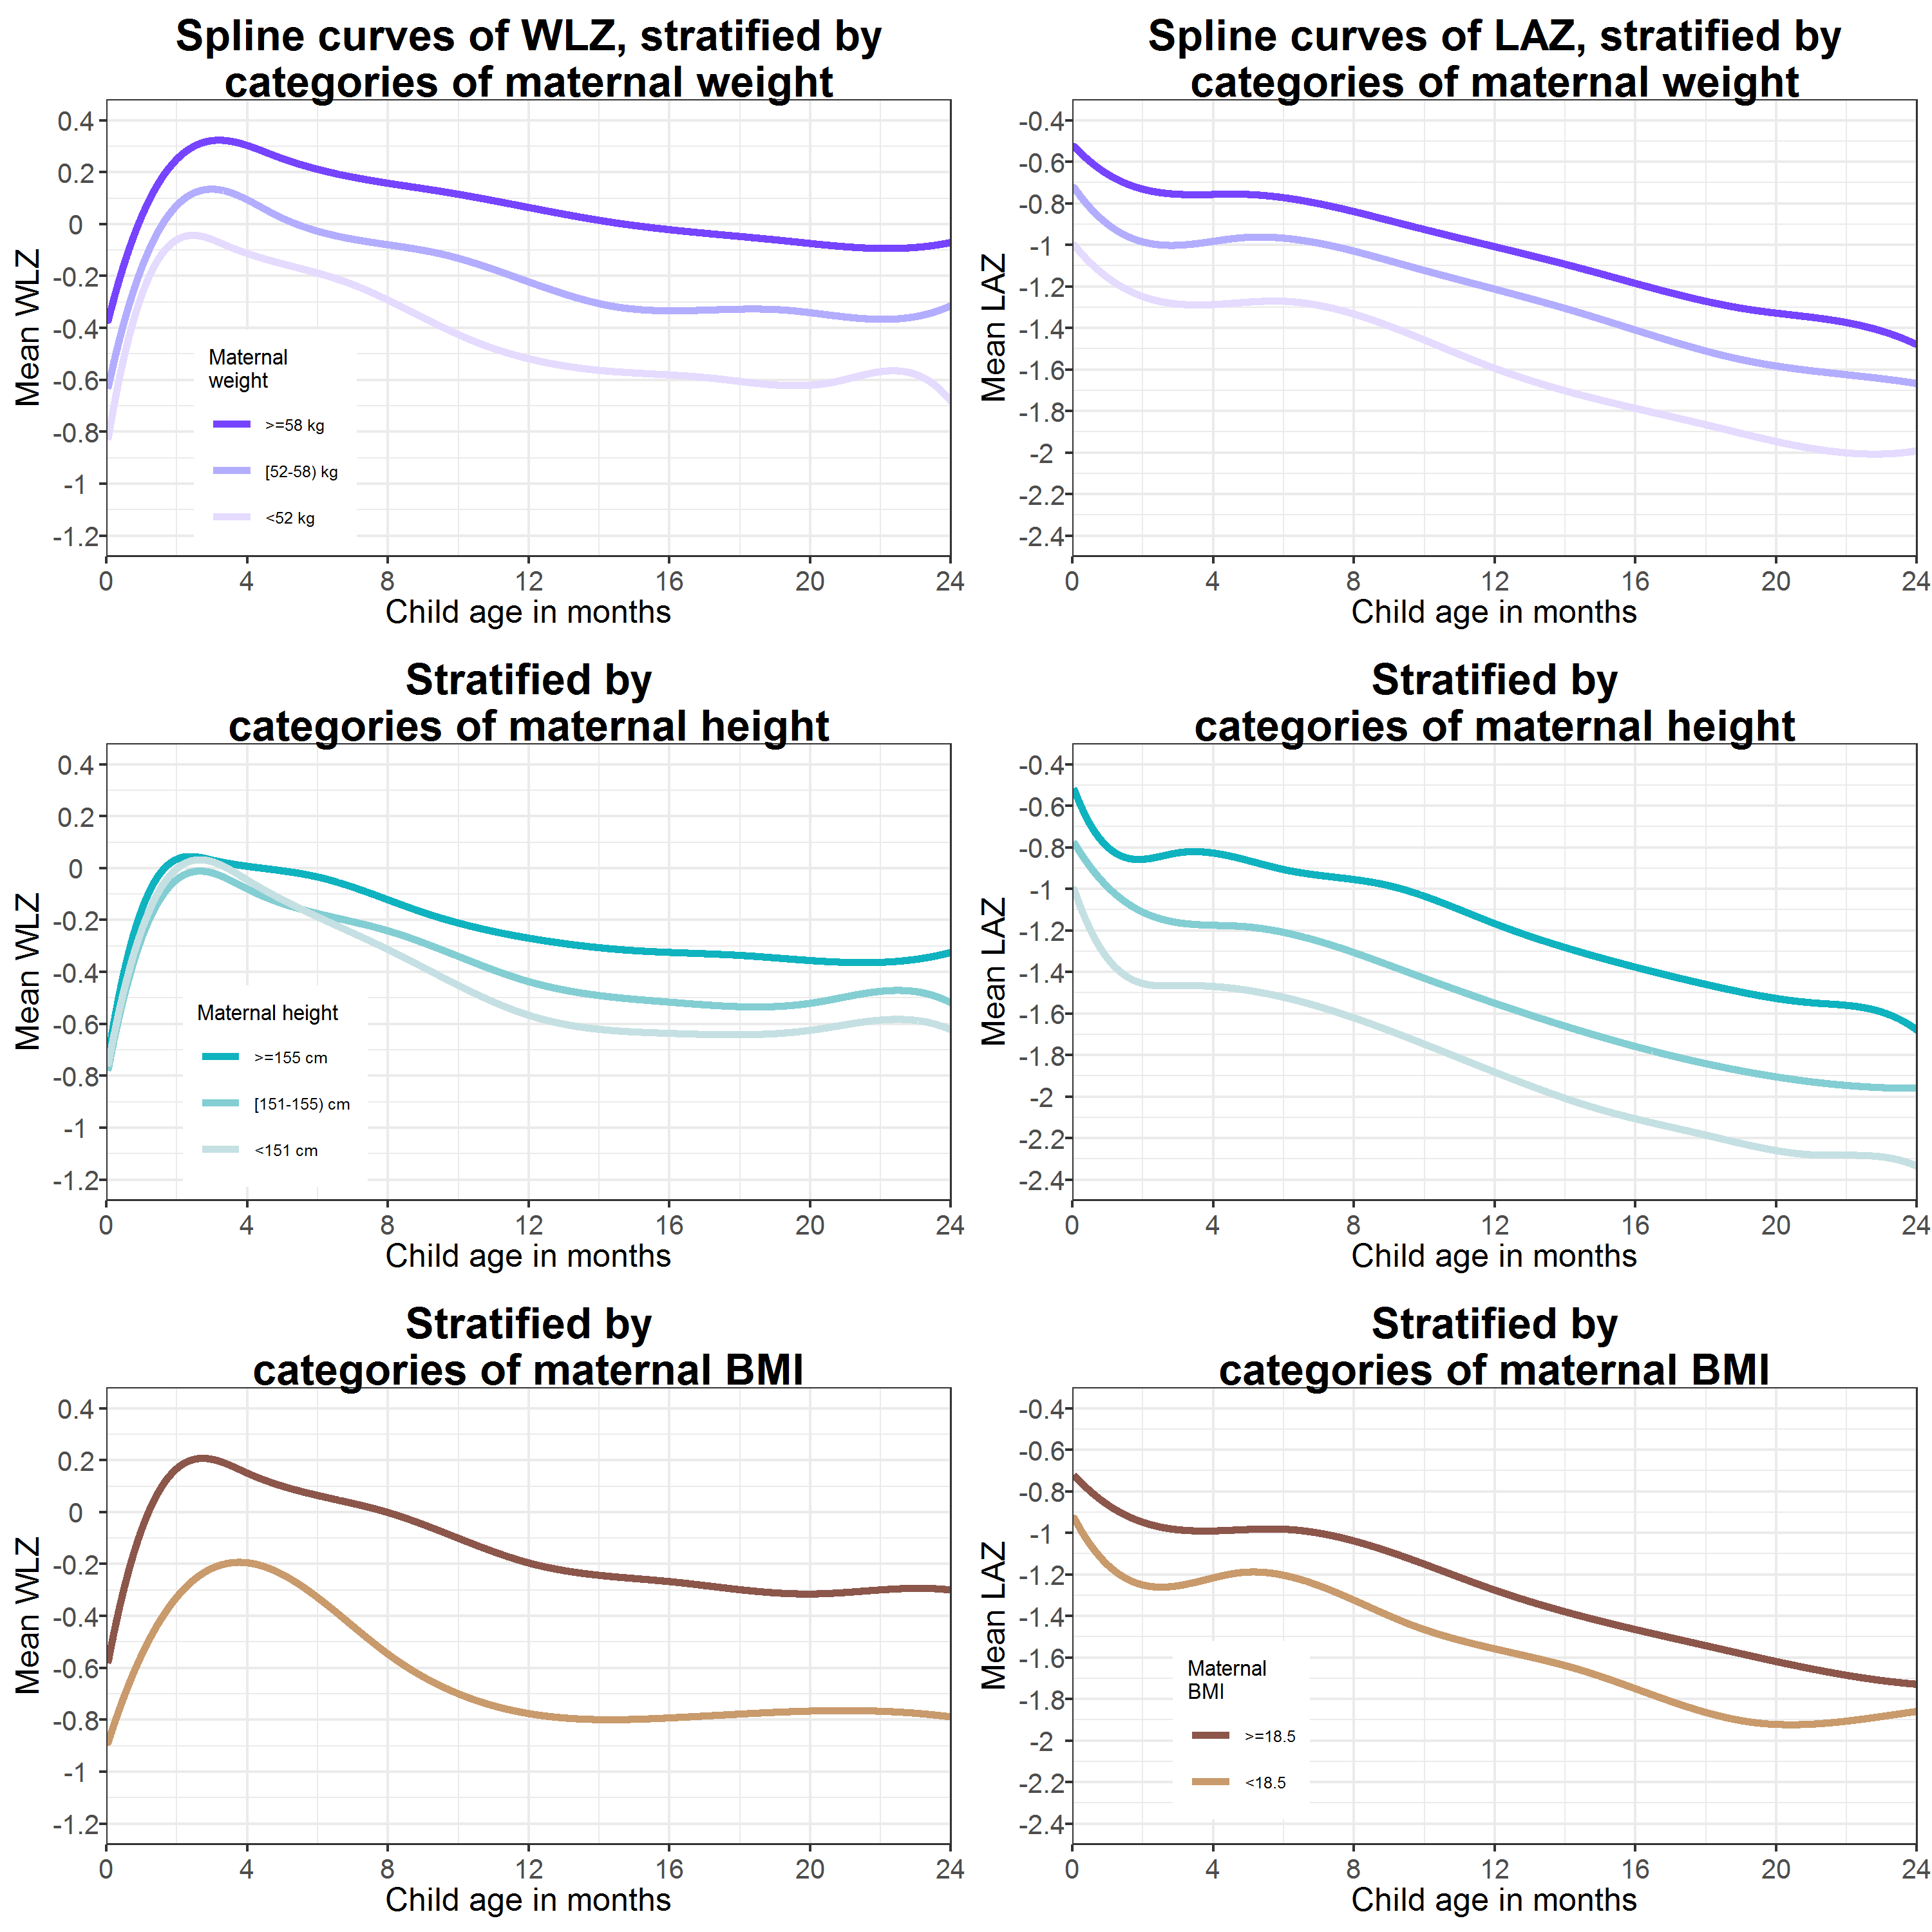 Spline curves of WLZ, stratified by
categories of maternal weight
0.4
0.2
0
-0.2
-0.4
-0.6
-0.8
-1
-1.2
Mean WLZ
Maternal
weight
>=58 kg
[52-58) kg
<52 kg
0 4 8 12 16 20 24
Child age in months
Spline curves of LAZ, stratified by
categories of maternal weight
-0.4
-0.6
-0.8
-1
-1.2
-1.4
-1.6
-1.8
-2
-2.2
-2.4
Mean LAZ
0 4 8 12 16 20 24
Child age in months
Stratified by
categories of maternal height
0.4
0.2
0
-0.2
-0.4
-0.6
-0.8
-1
-1.2
Mean WLZ
Maternal height
>=155 cm
[151-155) cm
<151 cm
0 4 8 12 16 20 24
Child age in months
Stratified by
categories of maternal height
-0.4
-0.6
-0.8
-1
-1.2
-1.4
-1.6
-1.8
-2
-2.2
-2.4
Mean LAZ
0 4 8 12 16 20 24
Child age in months
Stratified by
categories of maternal BMI
0.4
0.2
0
-0.2
-0.4
-0.6
-0.8
-1
-1.2
Mean WLZ
0 4 8 12 16 20 24
Child age in months
Stratified by
categories of maternal BMI
-0.4
-0.6
-0.8
-1
-1.2
-1.4
-1.6
-1.8
-2
-2.2
-2.4
Mean LAZ
Maternal
BMI
>=18.5
<18.5
0 4 8 12 16 20 24
Child age in months